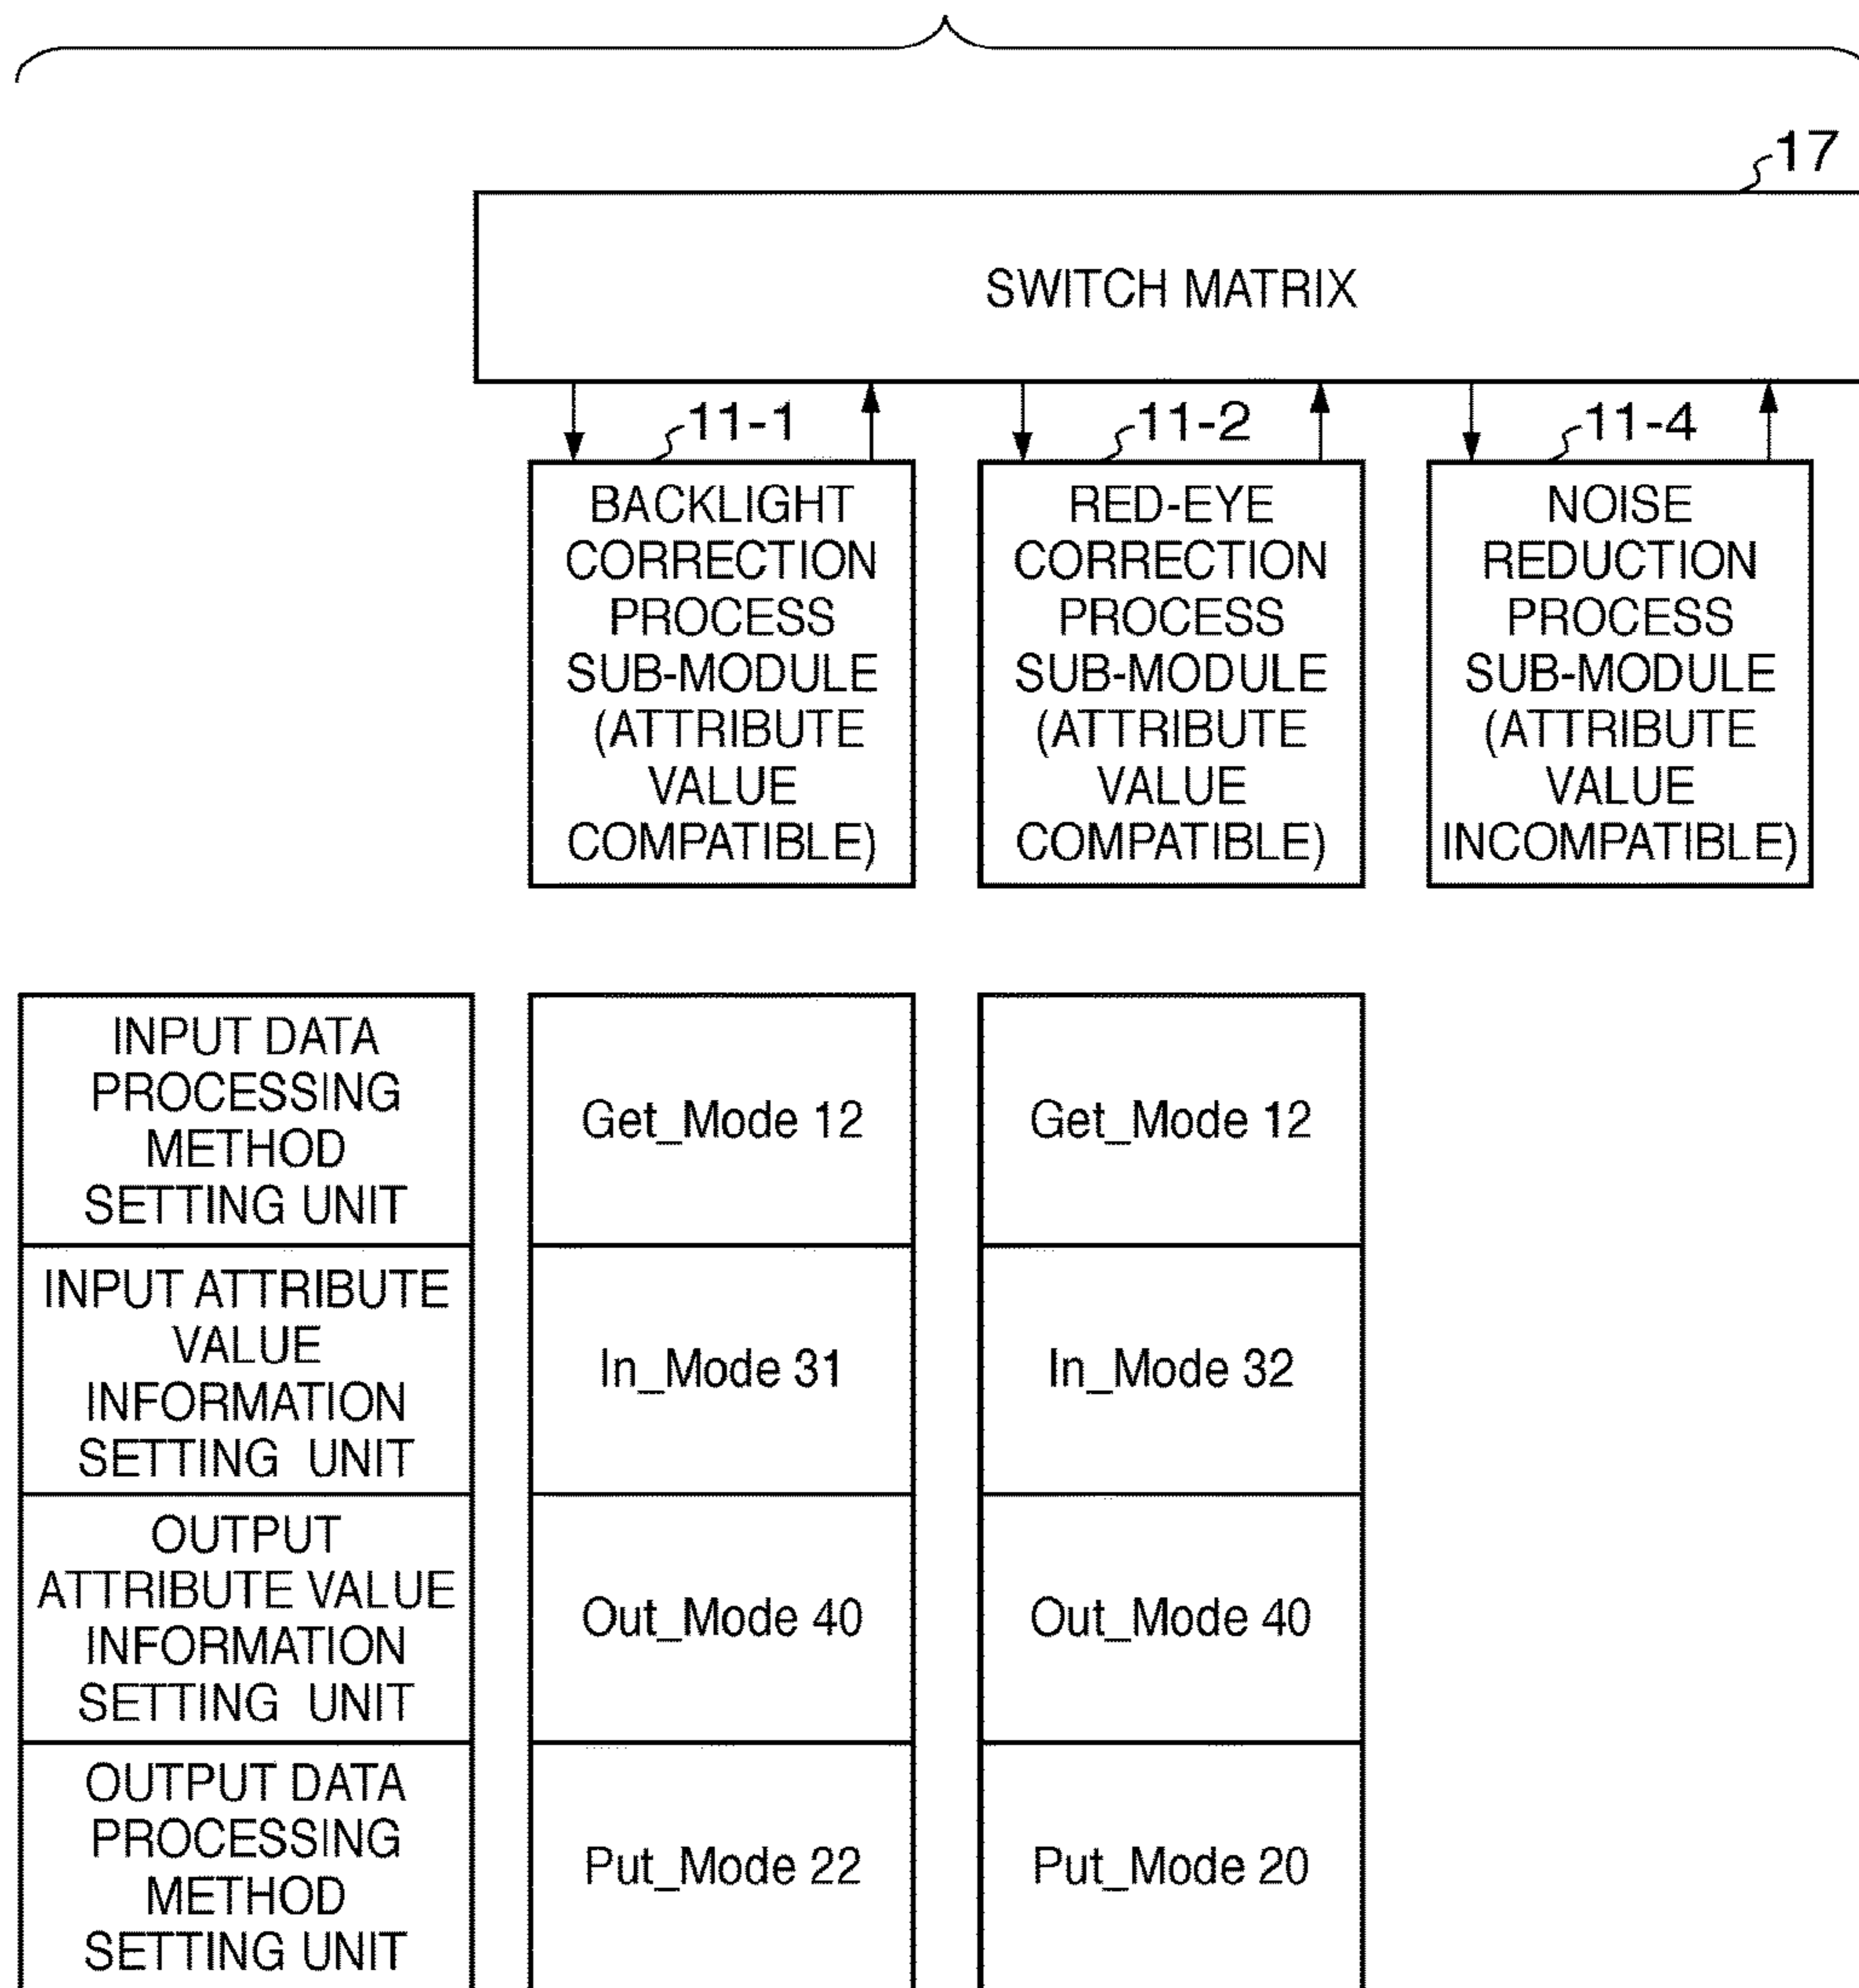 17
SWITCH MATRIX
11-1
11-2
11-4
BACKLIGHT
CORRECTION
PROCESS
SUB-MODULE
(ATTRIBUTE
VALUE
COMPATIBLE)
RED-EYE
CORRECTION
PROCESS
SUB-MODULE
(ATTRIBUTE
VALUE
COMPATIBLE)
NOISE
REDUCTION
PROCESS
SUB-MODULE
(ATTRIBUTE
VALUE
INCOMPATIBLE)
INPUT DATA
PROCESSING
METHOD
SETTING UNIT
Get_Mode 12
Get_Mode 12
INPUT ATTRIBUTE
VALUE
INFORMATION
SETTING UNIT
In_Mode 31
In_Mode 32
OUTPUT
ATTRIBUTE VALUE
INFORMATION
SETTING UNIT
Out_Mode 40
Out_Mode 40
OUTPUT DATA
PROCESSING
METHOD
SETTING UNIT
Put_Mode 22
Put_Mode 20